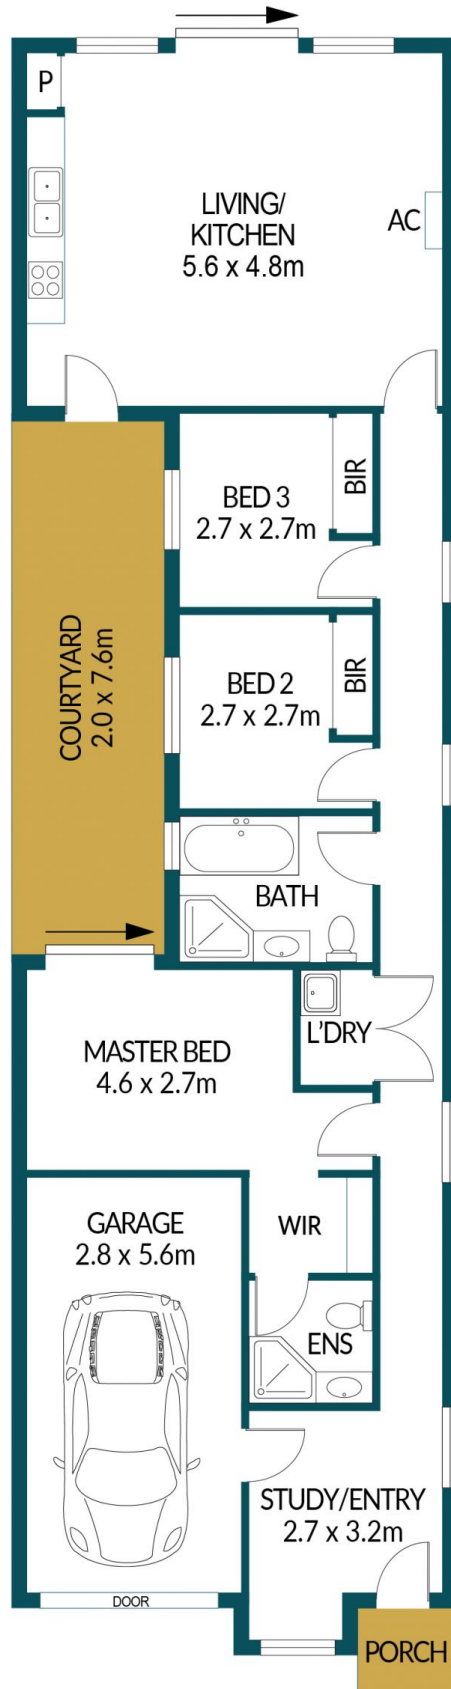 P
LIVING/
KITCHEN
5.6 x 4.8m
AC
BED 3
2.7 x 2.7m
BIR
COURTYARD
2.0 x 7.6m
BED 2
2.7 x 2.7m
BIR
BATH
L'DRY
MASTER BED
4.6 x 2.7m
GARAGE
2.8 x 5.6m
WIR
ENS
STUDY/ENTRY
2.7 x 3.2m
DOOR
PORCH